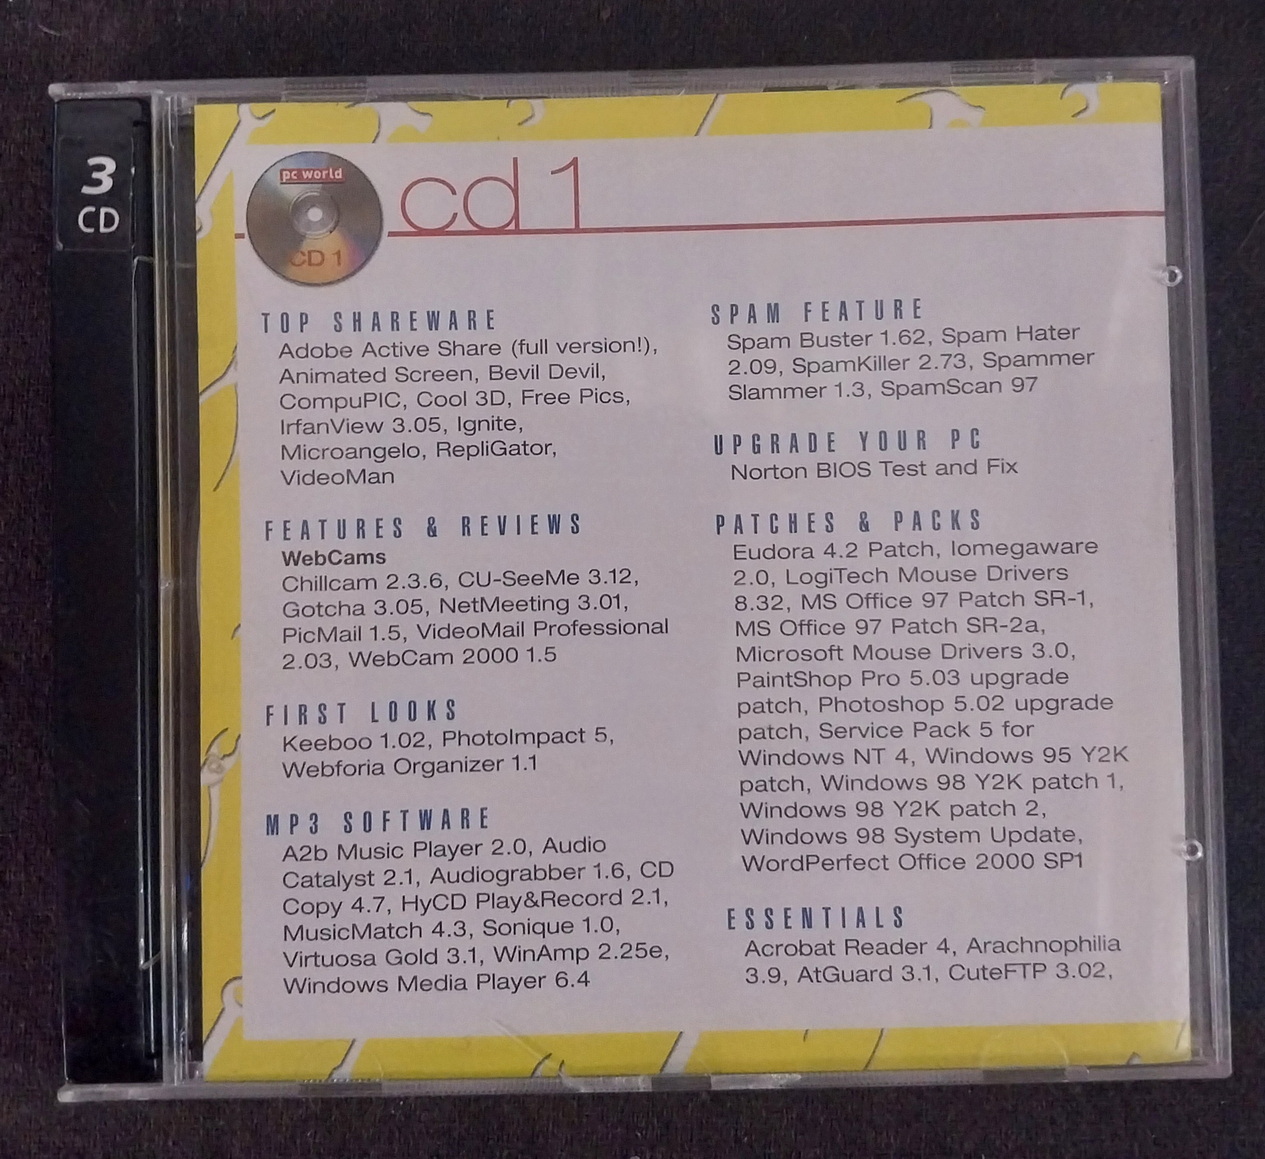 3
CD
pc world
CD 1
cd 1
TOP SHAREWARE
Adobe Active Share (full version!),
Animated Screen, Bevil Devil,
CompuPIC, Cool 3D, Free Pics,
IrfanView 3.05, Ignite,
Microangelo, RepliGator,
VideoMan
FEATURES & REVIEWS
WebCams
Chillcam 2.3.6, CU-SeeMe 3.12,
Gotcha 3.05, NetMeeting 3.01,
PicMail 1.5, VideoMail Professional
2.03, WebCam 2000 1.5
FIRST LOOKS
Keeboo 1.02, PhotoImpact 5,
Webforia Organizer 1.1
MP3 SOFTWARE
A2b Music Player 2.0, Audio
Catalyst 2.1, Audiograbber 1.6, CD
Copy 4.7, HyCD Play&Record 2.1,
MusicMatch 4.3, Sonique 1.0,
Virtuosa Gold 3.1, WinAmp 2.25e,
Windows Media Player 6.4
SPAM FEATURE
Spam Buster 1.62, Spam Hater
2.09, SpamKiller 2.73, Spammer
Slammer 1.3, SpamScan 97
UPGRADE YOUR PC
Norton BIOS Test and Fix
PATCHES & PACKS
Eudora 4.2 Patch, Iomegaware
2.0, LogiTech Mouse Drivers
8.32, MS Office 97 Patch SR-1,
MS Office 97 Patch SR-2a,
Microsoft Mouse Drivers 3.0,
PaintShop Pro 5.03 upgrade
patch, Photoshop 5.02 upgrade
patch, Service Pack 5 for
Windows NT 4, Windows 95 Y2K
patch, Windows 98 Y2K patch 1,
Windows 98 Y2K patch 2,
Windows 98 System Update,
WordPerfect Office 2000 SP1
ESSENTIALS
Acrobat Reader 4, Arachnophilia
3.9, AtGuard 3.1, CuteFTP 3.02,